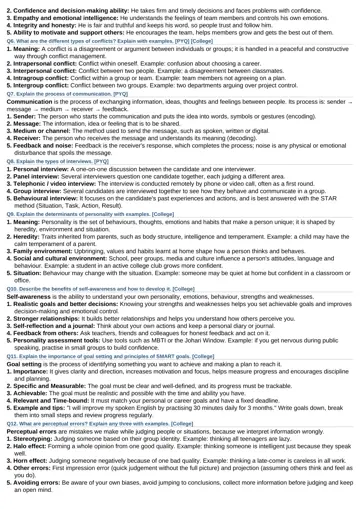 2. Confidence and decision-making ability: He takes firm and timely decisions and faces problems with confidence.
3. Empathy and emotional intelligence: He understands the feelings of team members and controls his own emotions.
4. Integrity and honesty: He is fair and truthful and keeps his word, so people trust and follow him.
5. Ability to motivate and support others: He encourages the team, helps members grow and gets the best out of them.
Q6. What are the different types of conflicts? Explain with examples. [PYQ] [College]
1. Meaning: A conflict is a disagreement or argument between individuals or groups; it is handled in a peaceful and constructive
way through conflict management.
2. Intrapersonal conflict: Conflict within oneself. Example: confusion about choosing a career.
3. Interpersonal conflict: Conflict between two people. Example: a disagreement between classmates.
4. Intragroup conflict: Conflict within a group or team. Example: team members not agreeing on a plan.
5. Intergroup conflict: Conflict between two groups. Example: two departments arguing over project control.
Q7. Explain the process of communication. [PYQ]
Communication is the process of exchanging information, ideas, thoughts and feelings between people. Its process is: sender →
message → medium → receiver → feedback.
1. Sender: The person who starts the communication and puts the idea into words, symbols or gestures (encoding).
2. Message: The information, idea or feeling that is to be shared.
3. Medium or channel: The method used to send the message, such as spoken, written or digital.
4. Receiver: The person who receives the message and understands its meaning (decoding).
5. Feedback and noise: Feedback is the receiver's response, which completes the process; noise is any physical or emotional
disturbance that spoils the message.
Q8. Explain the types of interviews. [PYQ]
1. Personal interview: A one-on-one discussion between the candidate and one interviewer.
2. Panel interview: Several interviewers question one candidate together, each judging a different area.
3. Telephonic / video interview: The interview is conducted remotely by phone or video call, often as a first round.
4. Group interview: Several candidates are interviewed together to see how they behave and communicate in a group.
5. Behavioural interview: It focuses on the candidate's past experiences and actions, and is best answered with the STAR
method (Situation, Task, Action, Result).
Q9. Explain the determinants of personality with examples. [College]
1. Meaning: Personality is the set of behaviours, thoughts, emotions and habits that make a person unique; it is shaped by
heredity, environment and situation.
2. Heredity: Traits inherited from parents, such as body structure, intelligence and temperament. Example: a child may have the
calm temperament of a parent.
3. Family environment: Upbringing, values and habits learnt at home shape how a person thinks and behaves.
4. Social and cultural environment: School, peer groups, media and culture influence a person's attitudes, language and
behaviour. Example: a student in an active college club grows more confident.
5. Situation: Behaviour may change with the situation. Example: someone may be quiet at home but confident in a classroom or
office.
Q10. Describe the benefits of self-awareness and how to develop it. [College]
Self-awareness is the ability to understand your own personality, emotions, behaviour, strengths and weaknesses.
1. Realistic goals and better decisions: Knowing your strengths and weaknesses helps you set achievable goals and improves
decision-making and emotional control.
2. Stronger relationships: It builds better relationships and helps you understand how others perceive you.
3. Self-reflection and a journal: Think about your own actions and keep a personal diary or journal.
4. Feedback from others: Ask teachers, friends and colleagues for honest feedback and act on it.
5. Personality assessment tools: Use tools such as MBTI or the Johari Window. Example: if you get nervous during public
speaking, practise in small groups to build confidence.
Q11. Explain the importance of goal setting and principles of SMART goals. [College]
Goal setting is the process of identifying something you want to achieve and making a plan to reach it.
1. Importance: It gives clarity and direction, increases motivation and focus, helps measure progress and encourages discipline
and planning.
2. Specific and Measurable: The goal must be clear and well-defined, and its progress must be trackable.
3. Achievable: The goal must be realistic and possible with the time and ability you have.
4. Relevant and Time-bound: It must match your personal or career goals and have a fixed deadline.
5. Example and tips: "I will improve my spoken English by practising 30 minutes daily for 3 months." Write goals down, break
them into small steps and review progress regularly.
Q12. What are perceptual errors? Explain any three with examples. [College]
Perceptual errors are mistakes we make while judging people or situations, because we interpret information wrongly.
1. Stereotyping: Judging someone based on their group identity. Example: thinking all teenagers are lazy.
2. Halo effect: Forming a whole opinion from one good quality. Example: thinking someone is intelligent just because they speak
well.
3. Horn effect: Judging someone negatively because of one bad quality. Example: thinking a late-comer is careless in all work.
4. Other errors: First impression error (quick judgement without the full picture) and projection (assuming others think and feel as
you do).
5. Avoiding errors: Be aware of your own biases, avoid jumping to conclusions, collect more information before judging and keep
an open mind.